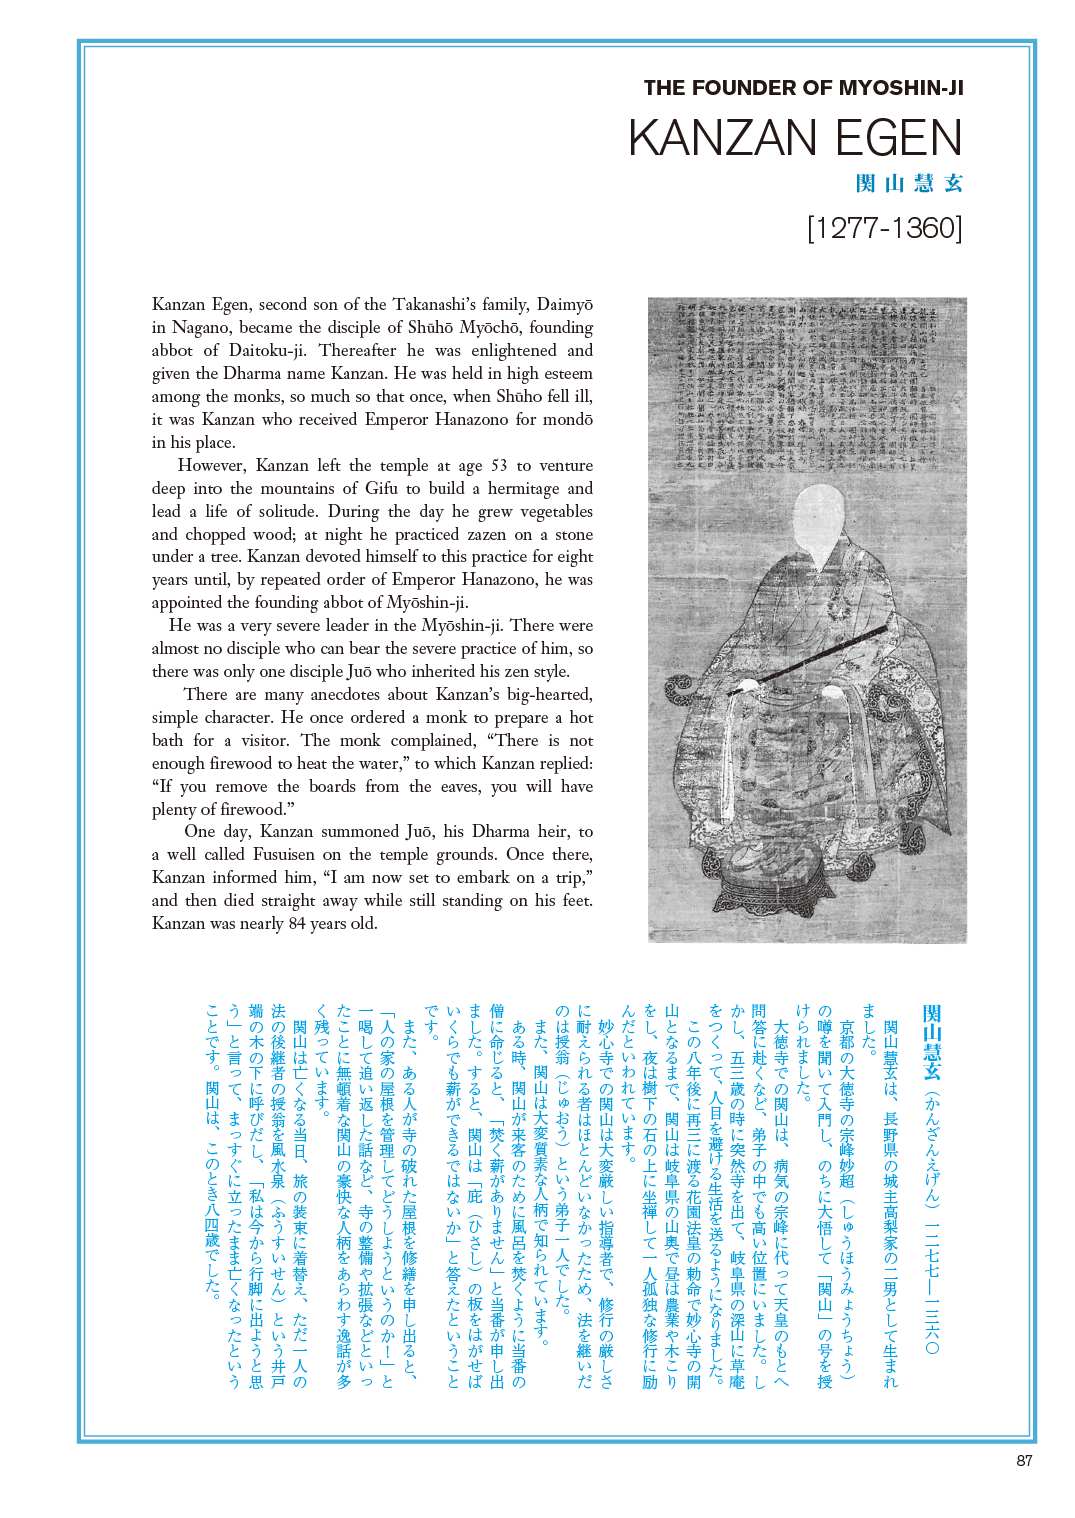 THE FOUNDER OF MYOSHIN-JI
KANZAN EGEN
関山慧玄
[1277-1360]
Kanzan Egen, second son of the Takanashi’s family, Daimyō
in Nagano, became the disciple of Shūhō Myōchō, founding
abbot of Daitoku-ji. Thereafter he was enlightened and
given the Dharma name Kanzan. He was held in high esteem
among the monks, so much so that once, when Shūho fell ill,
it was Kanzan who received Emperor Hanazono for mondō
in his place.
However, Kanzan left the temple at age 53 to venture
deep into the mountains of Gifu to build a hermitage and
lead a life of solitude. During the day he grew vegetables
and chopped wood; at night he practiced zazen on a stone
under a tree. Kanzan devoted himself to this practice for eight
years until, by repeated order of Emperor Hanazono, he was
appointed the founding abbot of Myōshin-ji.
He was a very severe leader in the Myōshin-ji. There were
almost no disciple who can bear the severe practice of him, so
there was only one disciple Juō who inherited his zen style.
There are many anecdotes about Kanzan’s big-hearted,
simple character. He once ordered a monk to prepare a hot
bath for a visitor. The monk complained, “There is not
enough firewood to heat the water,” to which Kanzan replied:
“If you remove the boards from the eaves, you will have
plenty of firewood.”
One day, Kanzan summoned Juō, his Dharma heir, to
a well called Fusuisen on the temple grounds. Once there,
Kanzan informed him, “I am now set to embark on a trip,”
and then died straight away while still standing on his feet.
Kanzan was nearly 84 years old.
関山慧玄（かんざんえげん）一二七七―一三六〇
関山慧玄は、長野県の城主高梨家の二男として生まれ
ました。
京都の大徳寺の宗峰妙超（しゅうほうみょうちょう）
の噂を聞いて入門し、のちに大悟して「関山」の号を授
けられました。
大徳寺での関山は、病気の宗峰に代って天皇のもとへ
問答に赴くなど、弟子の中でも高い位置にいました。し
かし、五三歳の時に突然寺を出て、岐阜県の深山に草庵
をつくって、人目を避ける生活を送るようになりました。
この八年後に再三に渡る花園法皇の勅命で妙心寺の開
山となるまで、関山は岐阜県の山奥で昼は農業や木こり
をし、夜は樹下の石の上に坐禅して一人孤独な修行に励
んだといわれています。
妙心寺での関山は大変厳しい指導者で、修行の厳しさ
に耐えられる者はほとんどいなかったため、法を継いだ
のは授翁（じゅおう）という弟子一人でした。
また、関山は大変質素な人柄で知られています。
ある時、関山が来客のために風呂を焚くように当番の
僧に命じると、「焚く薪がありません」と当番が申し出
ました。すると、関山は「庇（ひさし）の板をはがせば
いくらでも薪ができるではないか」と答えたということ
です。
また、ある人が寺の破れた屋根を修繕を申し出ると、
「人の家の屋根を管理してどうしようというのか！」と
一喝して追い返した話など、寺の整備や拡張などといっ
たことに無頓着な関山の豪快な人柄をあらわす逸話が多
く残っています。
関山は亡くなる当日、旅の装束に着替え、ただ一人の
法の後継者の授翁を風水泉（ふうすいせん）という井戸
端の木の下に呼びだし、「私は今から行脚に出ようと思
う」と言って、まっすぐに立ったまま亡くなったという
ことです。関山は、このとき八四歳でした。
87